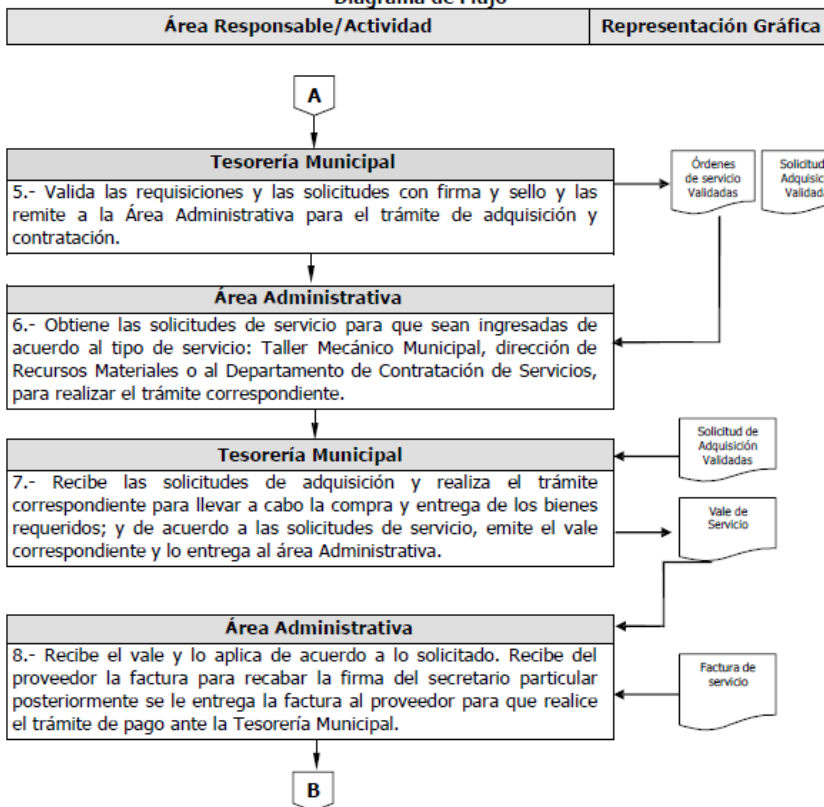 Diagrama de Flujo
Área Responsable/Actividad
Representación Gráfica
A
Tesorería Municipal
5.- Valida las requisiciones y las solicitudes con firma y sello y las
remite a la Área Administrativa para el trámite de adquisición y
contratación.
Órdenes
de servicio
Validadas
Solicitud
Adquisici
Validada
Área Administrativa
6.- Obtiene las solicitudes de servicio para que sean ingresadas de
acuerdo al tipo de servicio: Taller Mecánico Municipal, dirección de
Recursos Materiales o al Departamento de Contratación de Servicios,
para realizar el trámite correspondiente.
Tesorería Municipal
7.- Recibe las solicitudes de adquisición y realiza el trámite
correspondiente para llevar a cabo la compra y entrega de los bienes
requeridos; y de acuerdo a las solicitudes de servicio, emite el vale
correspondiente y lo entrega al área Administrativa.
Solicitud de
Adquisición
Validadas
Vale de
Servicio
Área Administrativa
8.- Recibe el vale y lo aplica de acuerdo a lo solicitado. Recibe del
proveedor la factura para recabar la firma del secretario particular
posteriormente se le entrega la factura al proveedor para que realice
el trámite de pago ante la Tesorería Municipal.
Factura de
servicio
B